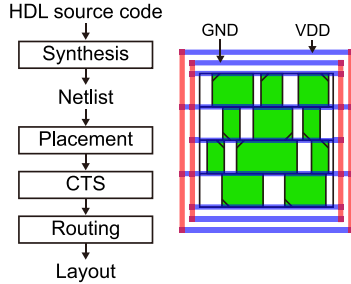 HDL source code
Synthesis
Netlist
Placement
CTS
Routing
Layout
GND
VDD